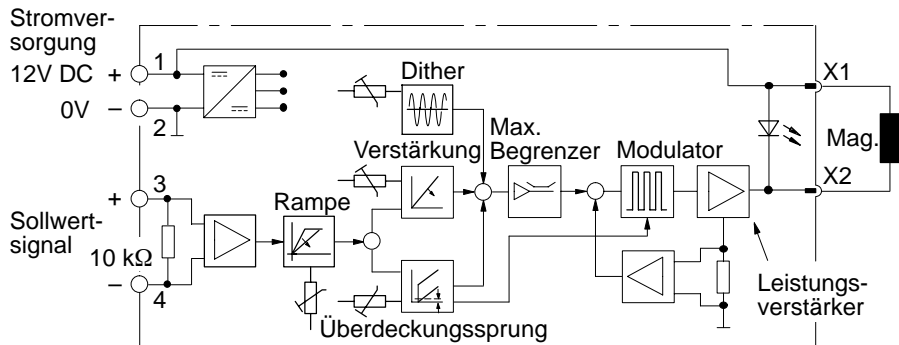 Stromver-
sorgung
12V DC
+
1
0V
−
2
Dither
X1
Mag.
X2
Verstärkung
Max.
Begrenzer
Modulator
+
3
Sollwert-
signal
10 kΩ
−
4
Rampe
Überdeckungssprung
Leistungs-
verstärker